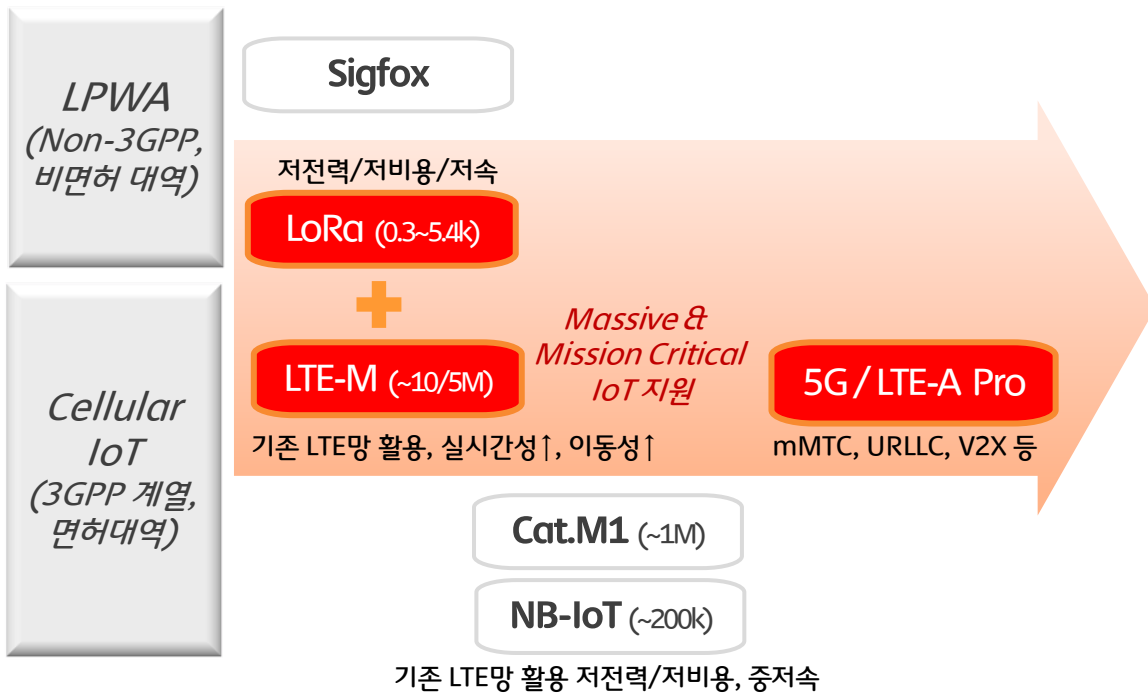 LPWA
(Non-3GPP,
비면허 대역)
Sigfox
저전력/저비용/저속
LoRa (0.3~5.4k)
Cellular
IoT
(3GPP 계열,
면허대역)
LTE-M (~10/5M)
기존 LTE망 활용, 실시간성↑, 이동성↑
Massive &
Mission Critical
IoT 지원
5G / LTE-A Pro
mMTC, URLLC, V2X 등
Cat.M1 (~1M)
NB-IoT (~200k)
기존 LTE망 활용 저전력/저비용, 중저속